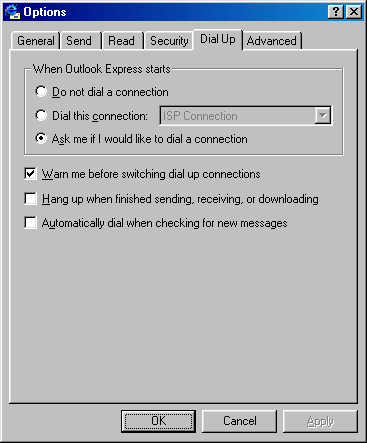 Options
General Send Read Security Dial Up Advanced
When Outlook Express starts
Do not dial a connection
Dial this connection: ISP Connection
Ask me if I would like to dial a connection
Warn me before switching dial up connections
Hang up when finished sending, receiving, or downloading
Automatically dial when checking for new messages
OK Cancel Apply